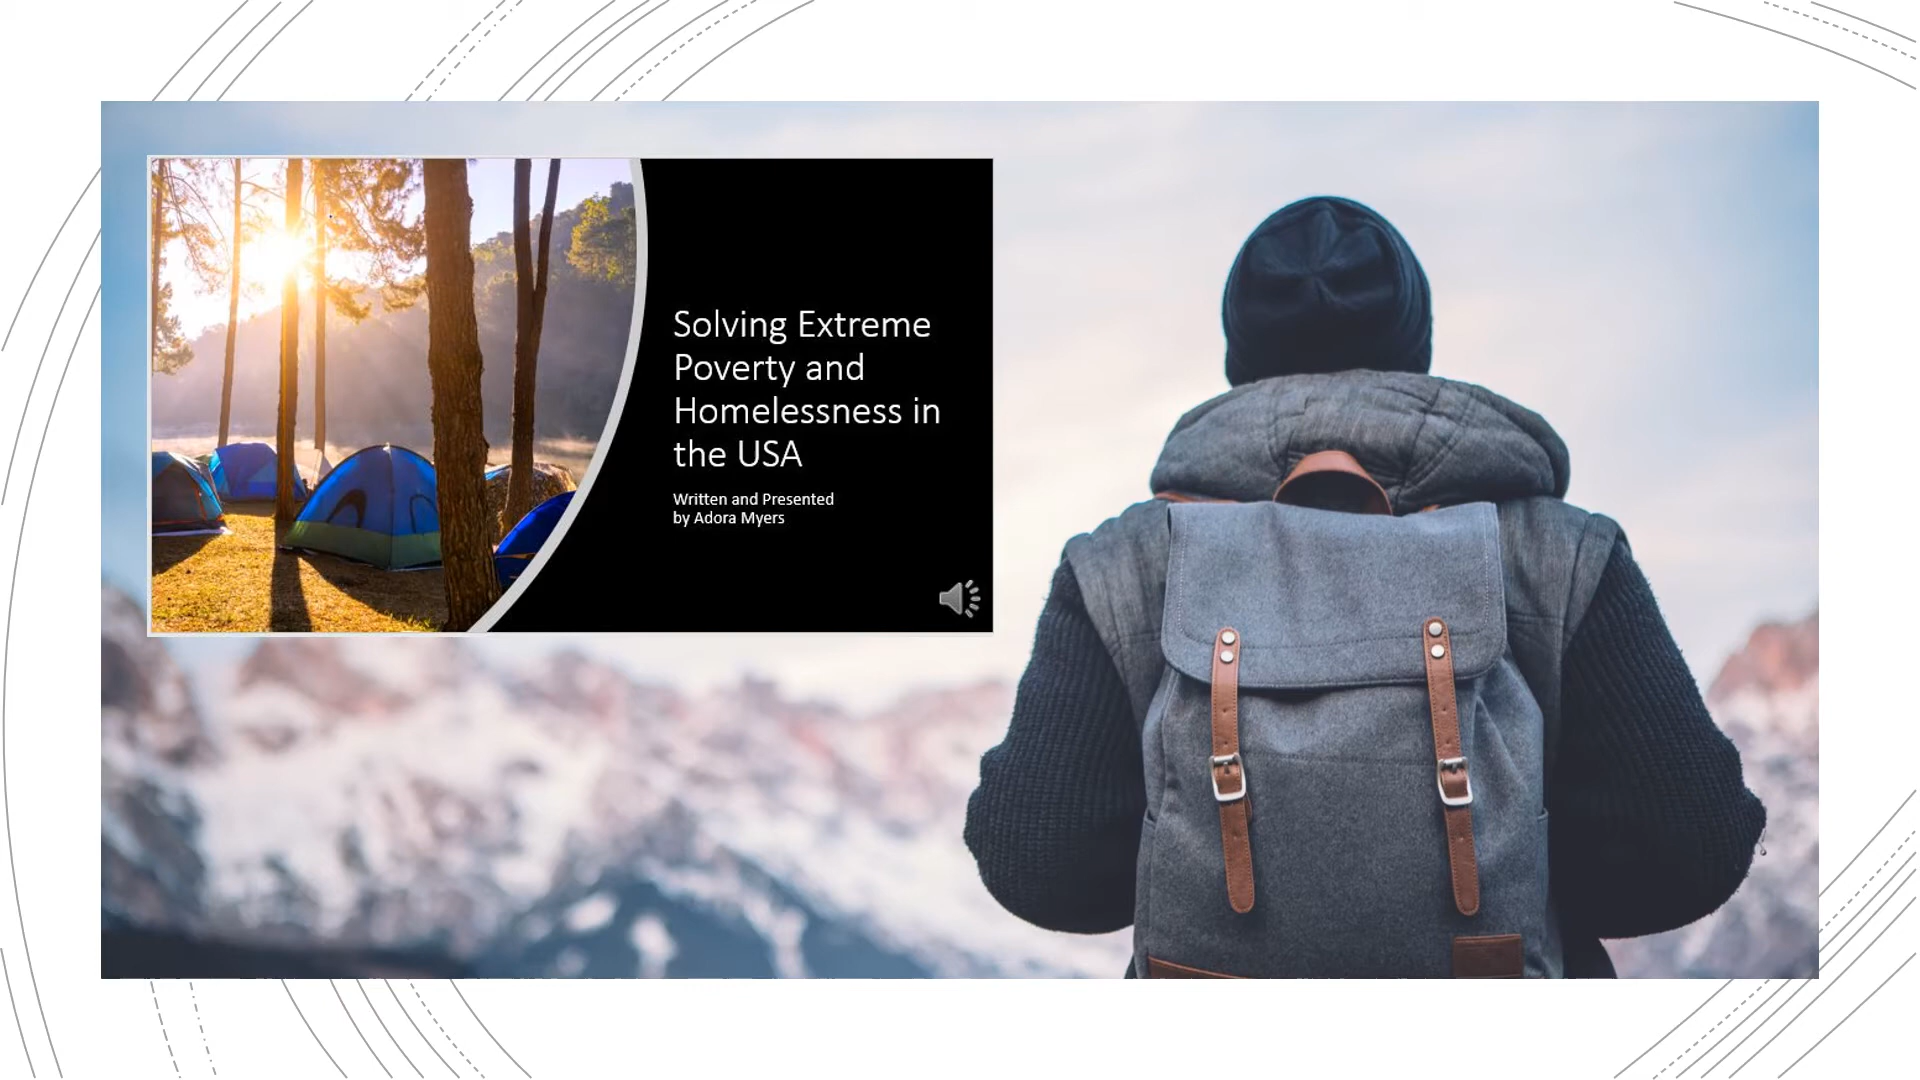 Solving Extreme
Poverty and
Homelessness in
the USA
Written and Presented
by Adora Myers